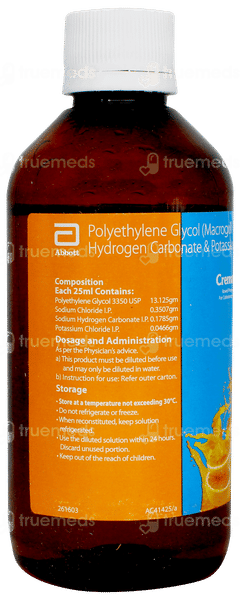 truemeds
Abbott
Polyethylene Glycol (Macrogol
Hydrogen Carbonate & Potass
Composition
Each 25ml Contains:
Polyethylene Glycol 3350 USP 13.125gm
Sodium Chloride I.P. 0.3507gm
Sodium Hydrogen Carbonate I.P. 0.1785gm
Potassium Chloride I.P. 0.0466gm
Crema
Dosage and Administration
As per the Physician's advice.
a) This product must be diluted before use
and may only be diluted in water.
b) Instruction for use: Refer outer carton.
Storage
• Store at a temperature not exceeding 30°C.
• Do not refrigerate or freeze.
• When reconstituted, keep solution
refrigerated.
• Use the diluted solution within 24 hours.
Discard unused portion.
• Keep out of the reach of children.
261603 AC41425/a
truemeds